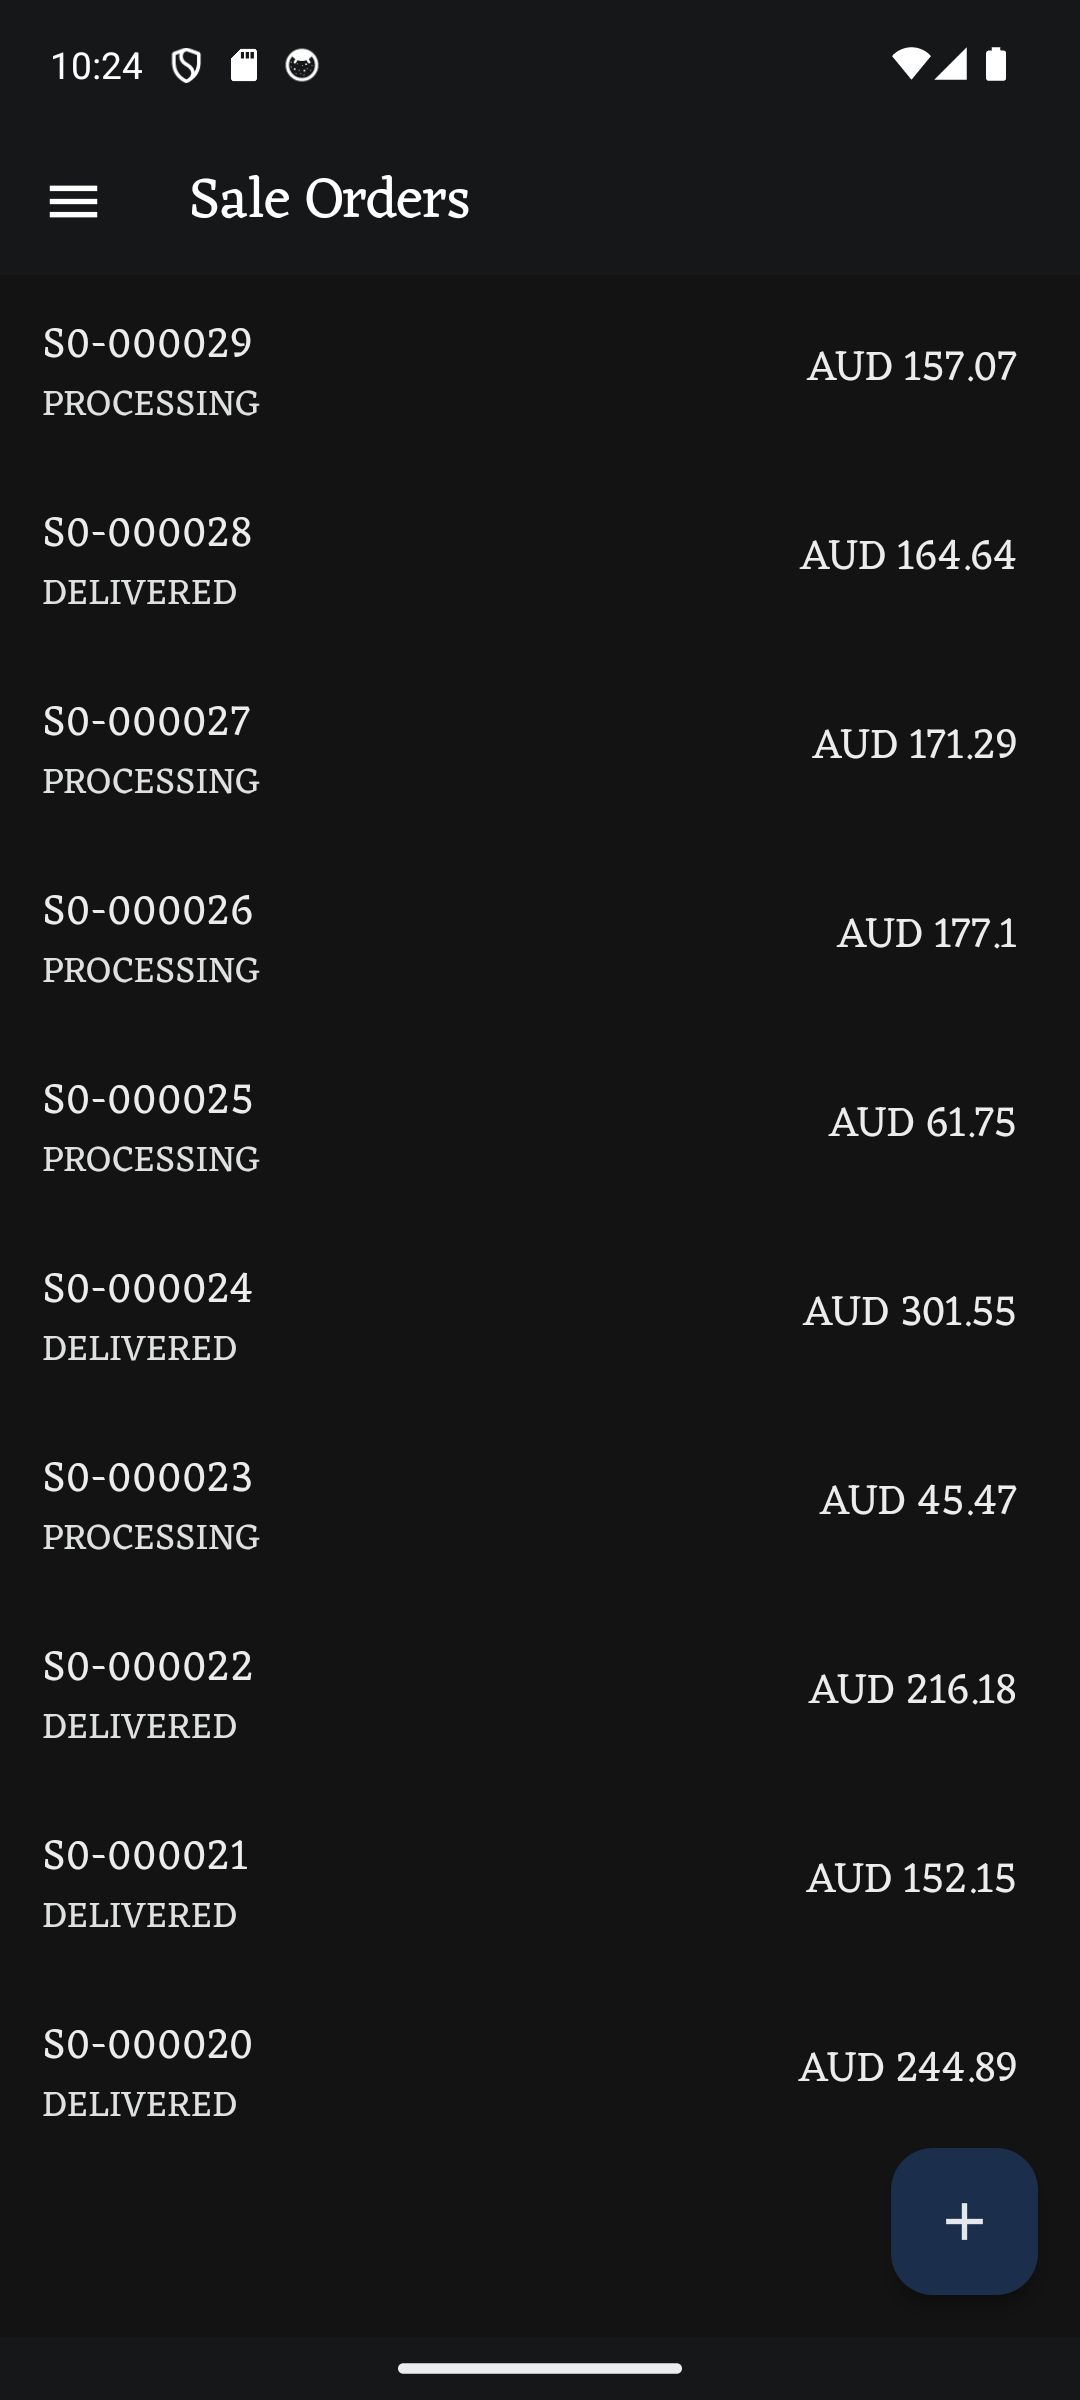 10:24
Sale Orders
S0-000029
AUD 157.07
PROCESSING
S0-000028
AUD 164.64
DELIVERED
S0-000027
AUD 171.29
PROCESSING
S0-000026
AUD 177.1
PROCESSING
S0-000025
AUD 61.75
PROCESSING
S0-000024
AUD 301.55
DELIVERED
S0-000023
AUD 45.47
PROCESSING
S0-000022
AUD 216.18
DELIVERED
S0-000021
AUD 152.15
DELIVERED
S0-000020
AUD 244.89
DELIVERED